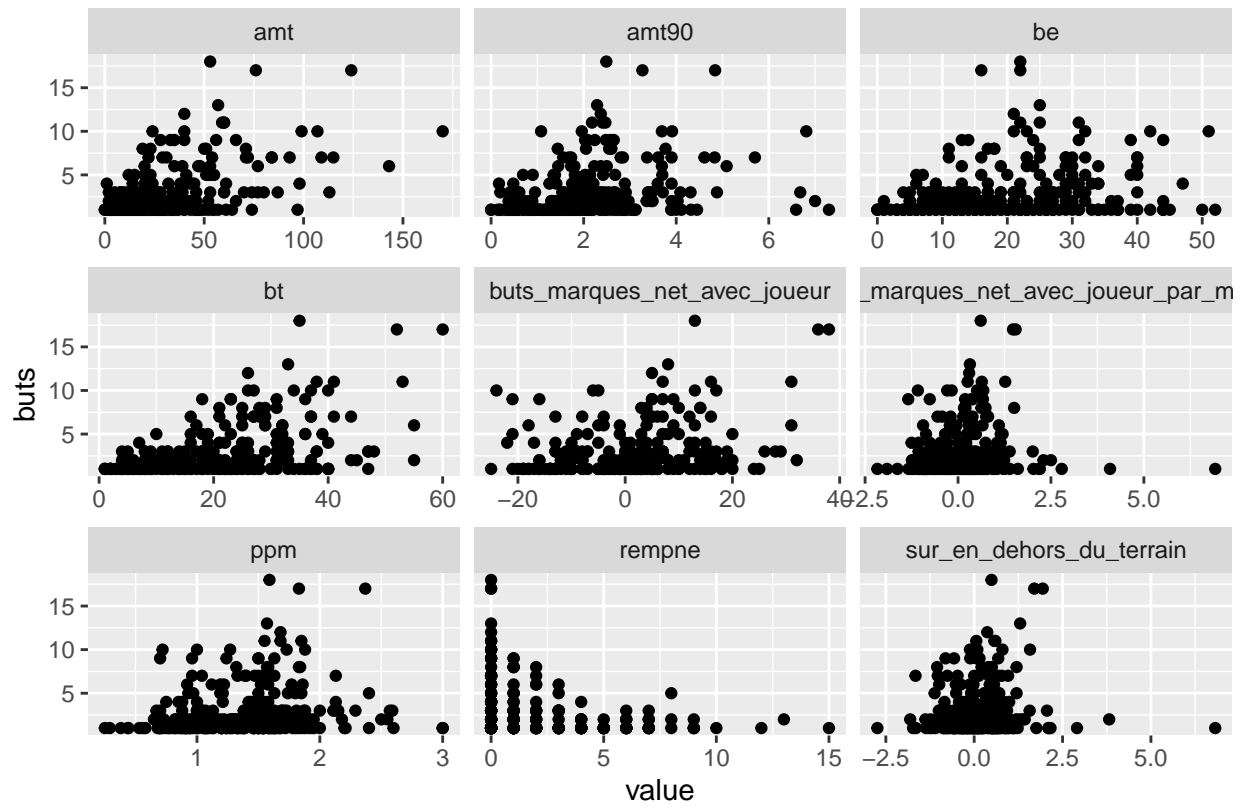 amt amt90 be
15
10
5
0 50 100 150 0 2 4 6 0 10 20 30 40 50
bt buts_marques_net_avec_joueur _marques_net_avec_joueur_par_m
15
10
5
0 20 40 60 −20 0 20 40 −2.5 0.0 2.5 5.0
ppm rempne sur_en_dehors_du_terrain
15
10
5
1 2 3 0 5 10 15 −2.5 0.0 2.5 5.0
buts
value